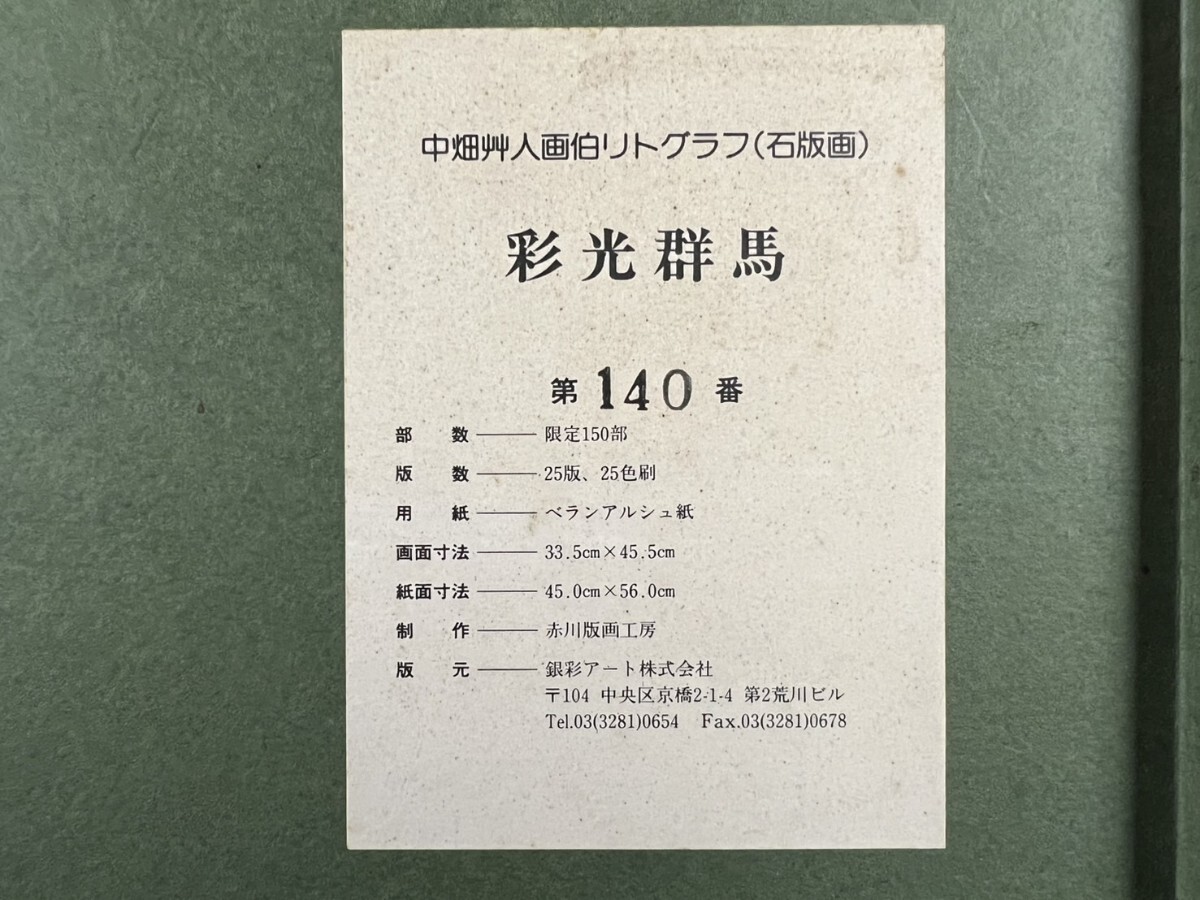 中畑艸人画伯リトグラフ(石版画)
彩光群馬
第 140 番
部　数 ── 限定150部
版　数 ── 25版、25色刷
用　紙 ── ベランアルシュ紙
画面寸法 ── 33.5cm×45.5cm
紙面寸法 ── 45.0cm×56.0cm
制　作 ── 赤川版画工房
版　元 ── 銀彩アート株式会社
〒104 中央区京橋2-1-4 第2荒川ビル
Tel.03(3281)0654　Fax.03(3281)0678